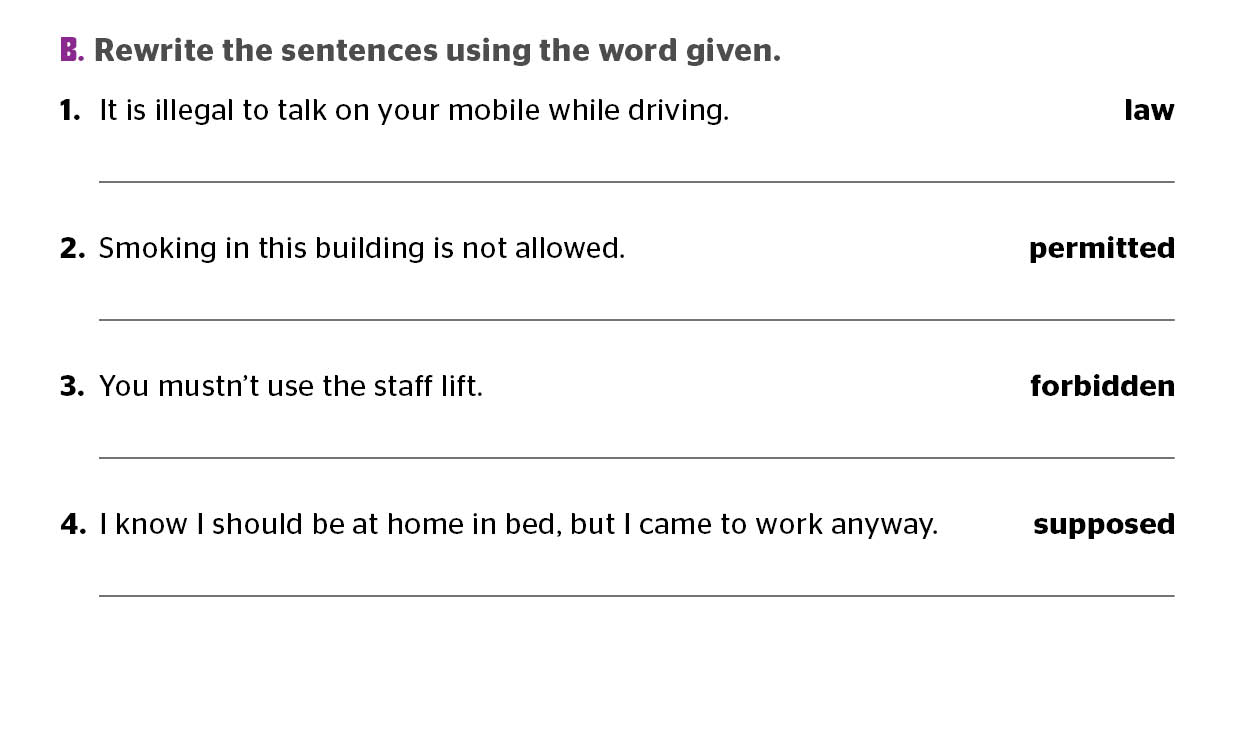 B. Rewrite the sentences using the word given.
1. It is illegal to talk on your mobile while driving. law
2. Smoking in this building is not allowed. permitted
3. You mustn’t use the staff lift. forbidden
4. I know I should be at home in bed, but I came to work anyway. supposed